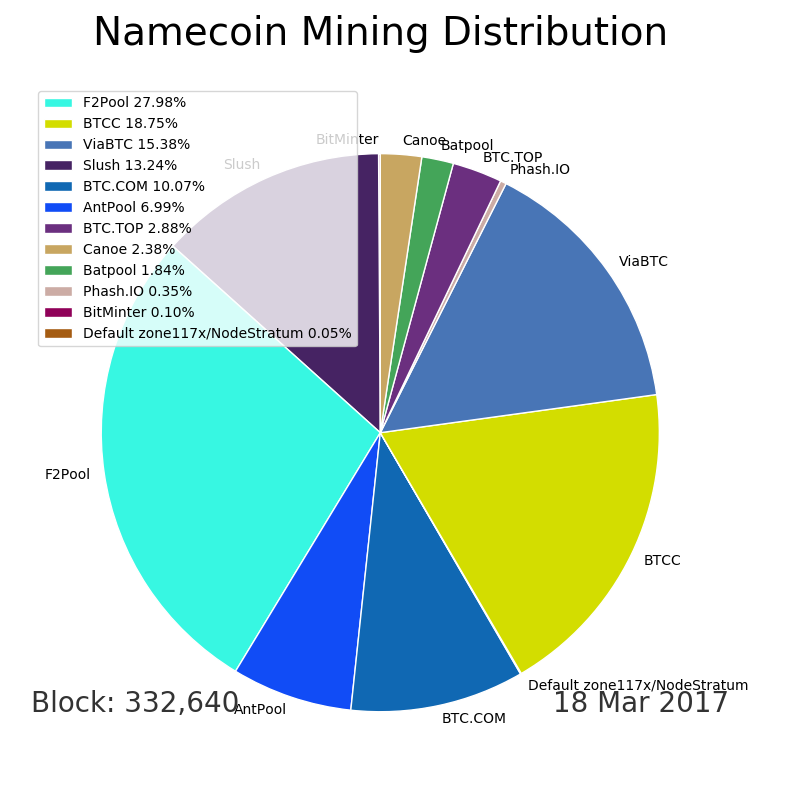 Namecoin Mining Distribution
F2Pool 27.98%
BTCC 18.75%
ViaBTC 15.38%
Slush 13.24%
BTC.COM 10.07%
AntPool 6.99%
BTC.TOP 2.88%
Canoe 2.38%
Batpool 1.84%
Phash.IO 0.35%
BitMinter 0.10%
Default zone117x/NodeStratum 0.05%
BitMinter
Canoe
Batpool
BTC.TOP
Phash.IO
Slush
ViaBTC
F2Pool
BTCC
Default zone117x/NodeStratum
Block: 332,640
18 Mar 2017
AntPool
BTC.COM